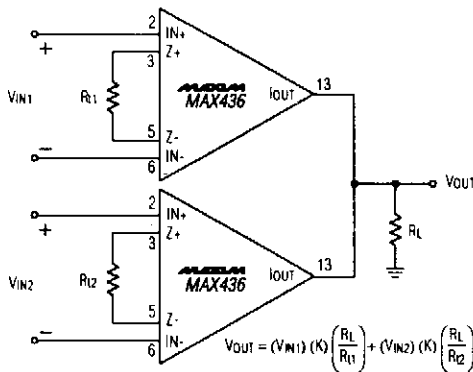 2
IN+
Z+
3
+
VIN1
Rt1
MAXIM
MAX436
IOUT
13
5
Z-
−
IN-
6
VOUT
RL
2
IN+
Z+
3
+
VIN2
Rt2
MAXIM
MAX436
IOUT
13
5
Z-
−
IN-
6
VOUT = (VIN1) (K) (RL/Rt1) + (VIN2) (K) (RL/Rt2)